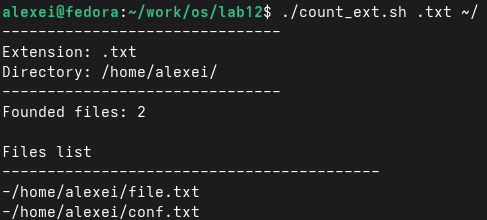 alexei@fedora:~/work/os/lab12$ ./count_ext.sh .txt ~/
-------------------------------
Extension: .txt
Directory: /home/alexei/
-------------------------------
Founded files: 2
Files list
------------------------------------------
-/home/alexei/file.txt
-/home/alexei/conf.txt